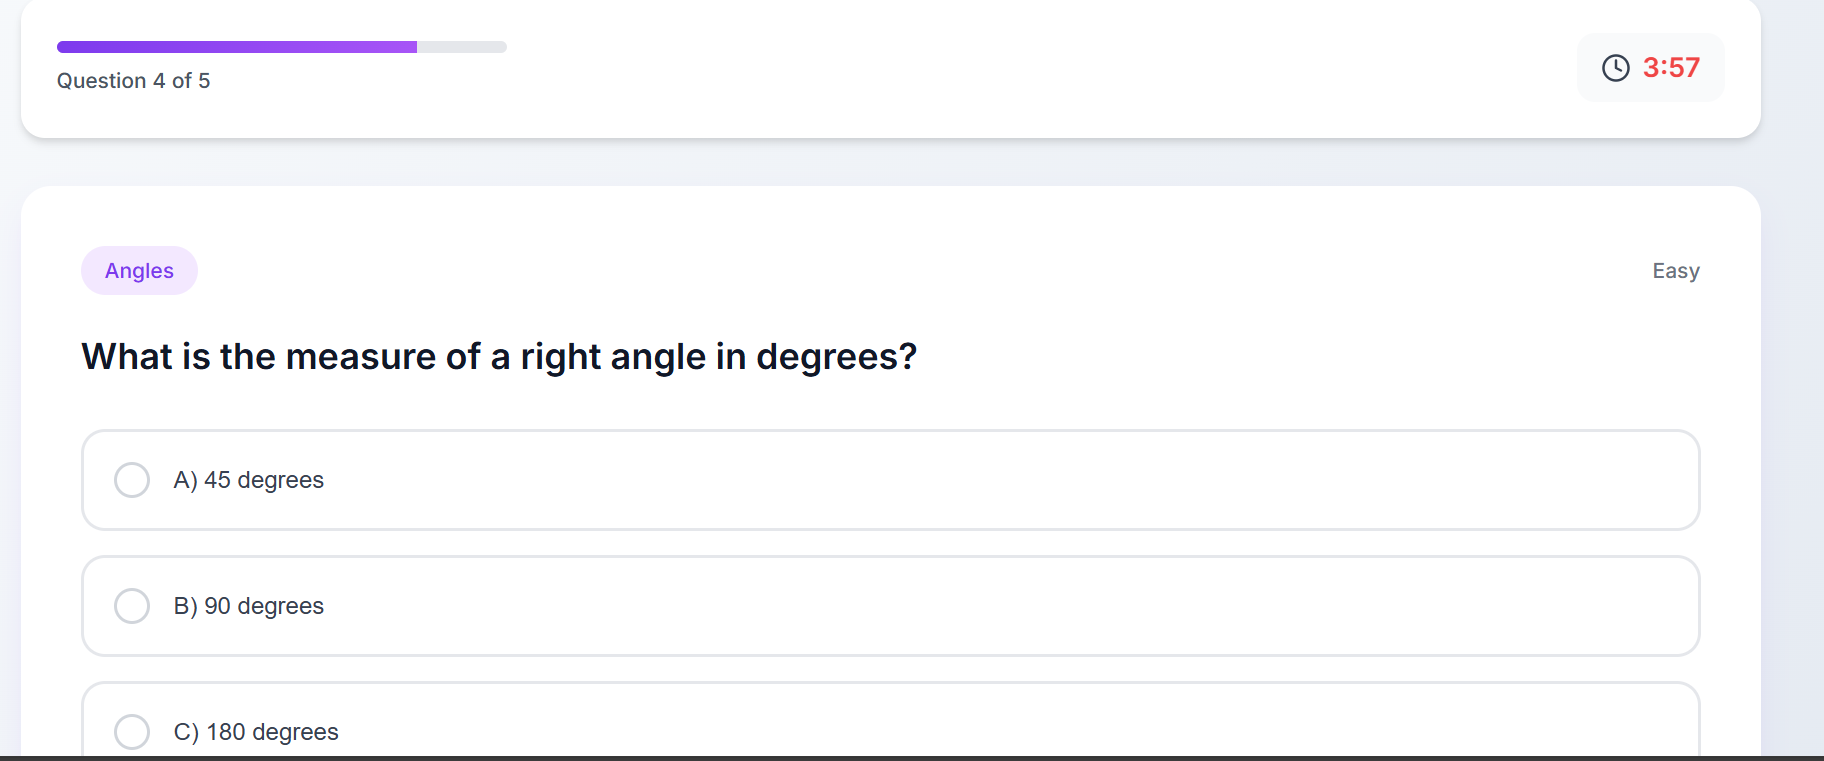 Question 4 of 5
3:57
Angles
Easy
What is the measure of a right angle in degrees?
A) 45 degrees
B) 90 degrees
C) 180 degrees